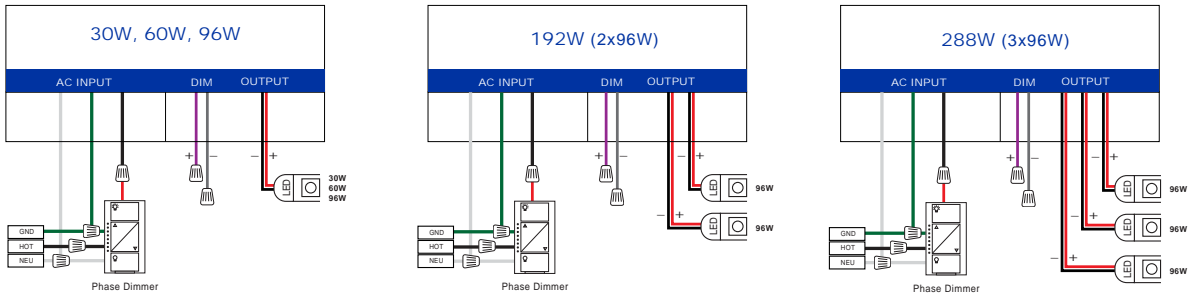 30W, 60W, 96W
AC INPUT DIM OUTPUT
+ −
− +
LED
30W
60W
96W
GND
HOT
NEU
Phase Dimmer
192W (2x96W)
AC INPUT DIM OUTPUT
+ −
− +
LED
96W
− +
LED
96W
GND
HOT
NEU
Phase Dimmer
288W (3x96W)
AC INPUT DIM OUTPUT
+ −
− +
LED
96W
− +
LED
96W
− +
LED
96W
GND
HOT
NEU
Phase Dimmer